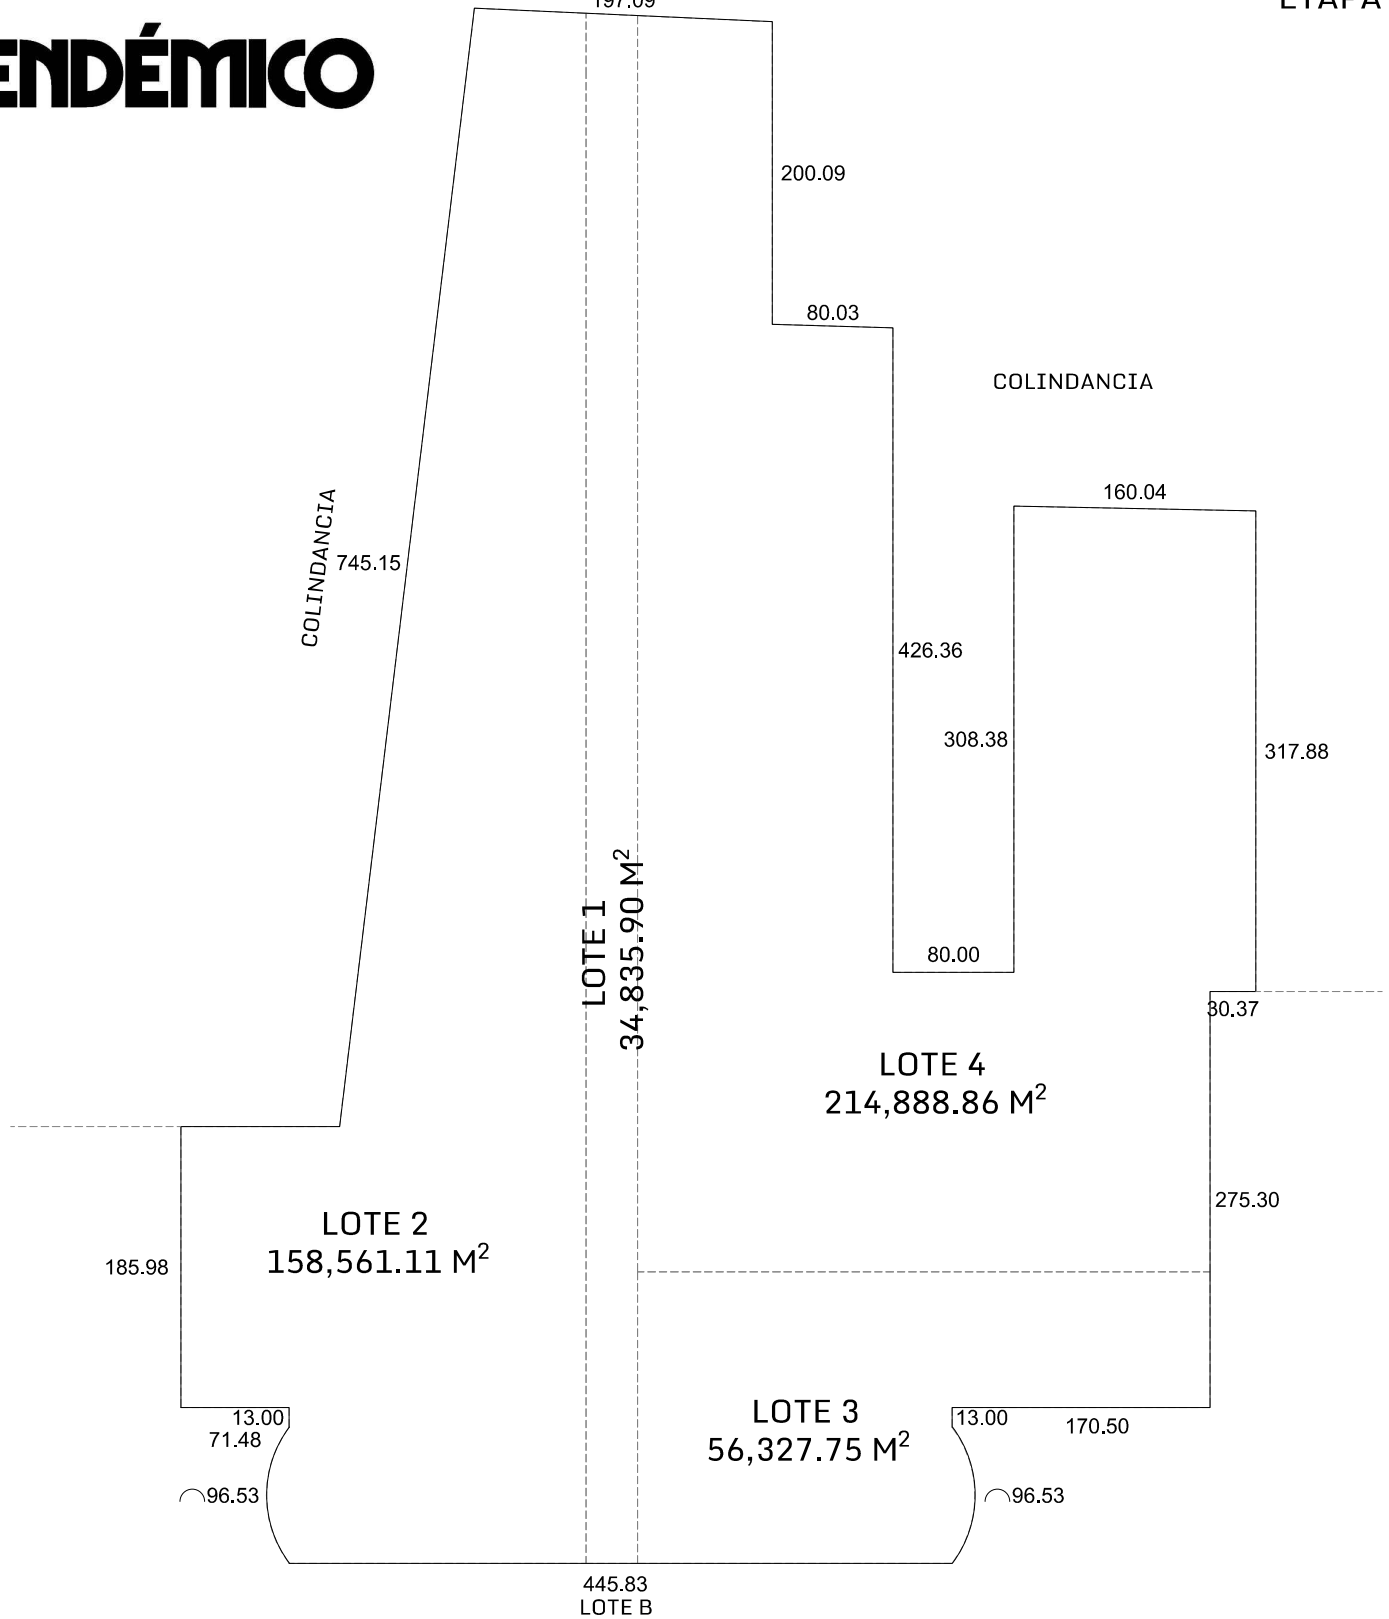 197.09
ETAPA
ENDÉMICO
200.09
80.03
COLINDANCIA
160.04
COLINDANCIA
745.15
426.36
308.38
317.88
LOTE 1
34,835.90 M²
80.00
30.37
LOTE 4
214,888.86 M²
275.30
LOTE 2
158,561.11 M²
185.98
LOTE 3
56,327.75 M²
13.00
71.48
13.00
170.50
96.53
96.53
445.83
LOTE B